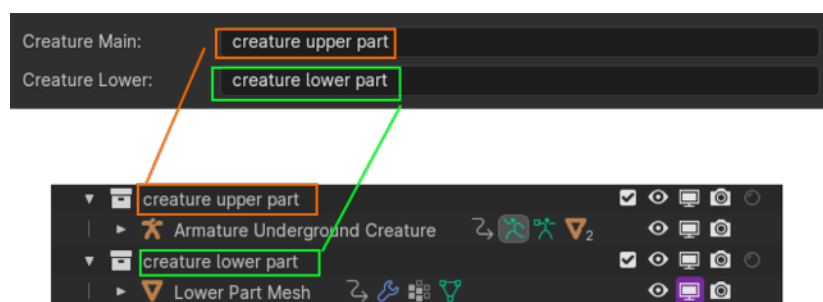 Creature Main: creature upper part
Creature Lower: creature lower part
creature upper part
Armature Underground Creature 2
creature lower part
Lower Part Mesh